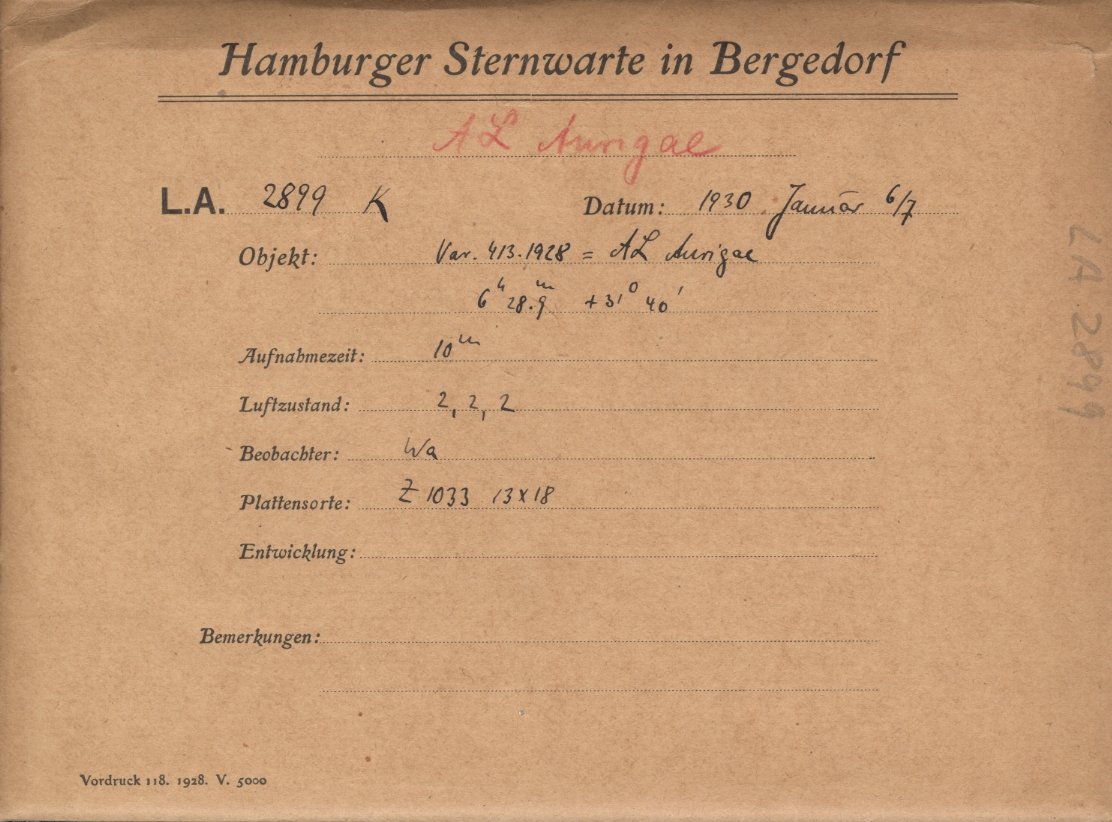 Hamburger Sternwarte in Bergedorf
AL Aurigae
L.A. 2899 K Datum: 1930 Januar 6/7
Objekt: Var. 413.1928 = AL Aurigae
6ʰ 28.9ᵐ +31° 40'
Aufnahmezeit: 10ᵐ
Luftzustand: 2, 2, 2
Beobachter: Wa
Plattensorte: Z 1033 13x18
Entwicklung:
Bemerkungen:
Vordruck 118. 1928. V. 5000
LA 2899